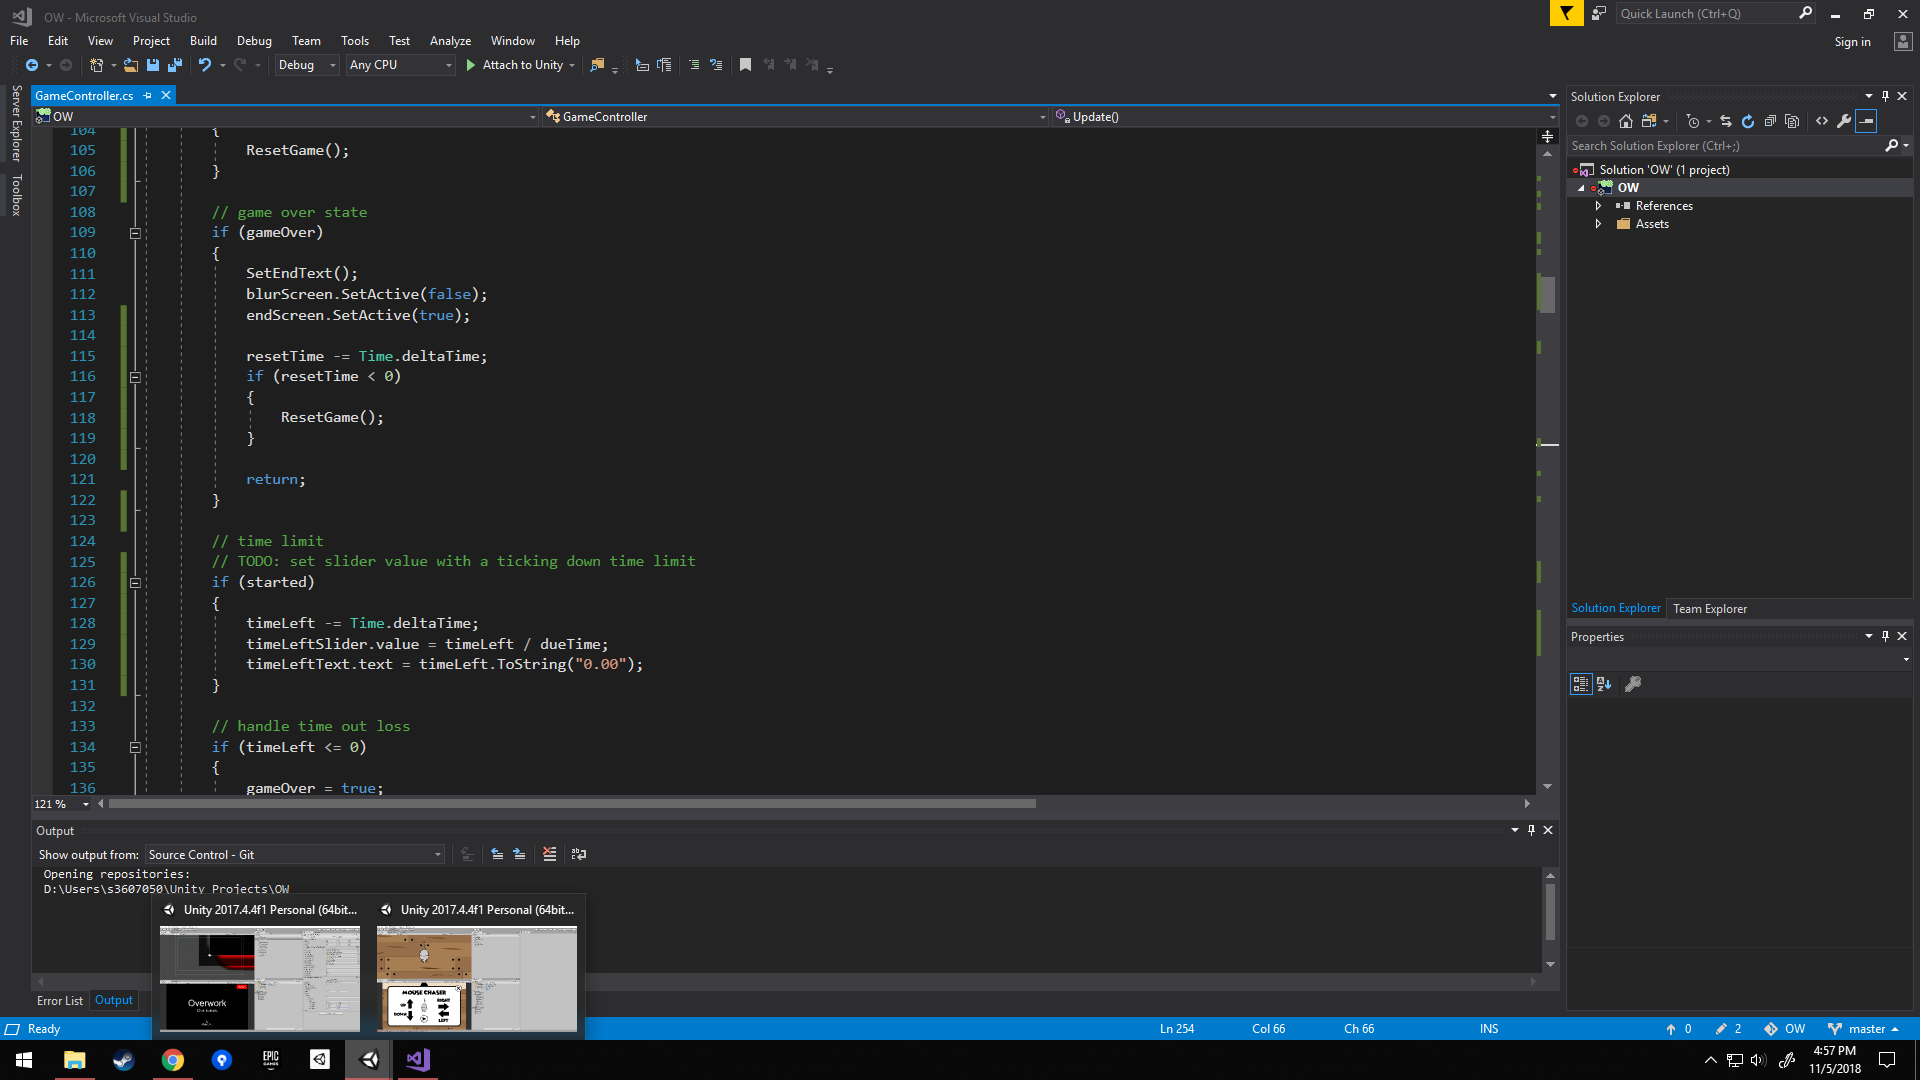 OW - Microsoft Visual Studio
Quick Launch (Ctrl+Q)
File Edit View Project Build Debug Team Tools Test Analyze Window Help
Sign in
Debug Any CPU Attach to Unity
Server Explorer
Toolbox
GameController.cs
OW GameController Update()
104 {
105 ResetGame();
106 }
107
108 // game over state
109 if (gameOver)
110 {
111 SetEndText();
112 blurScreen.SetActive(false);
113 endScreen.SetActive(true);
114
115 resetTime -= Time.deltaTime;
116 if (resetTime < 0)
117 {
118 ResetGame();
119 }
120
121 return;
122 }
123
124 // time limit
125 // TODO: set slider value with a ticking down time limit
126 if (started)
127 {
128 timeLeft -= Time.deltaTime;
129 timeLeftSlider.value = timeLeft / dueTime;
130 timeLeftText.text = timeLeft.ToString("0.00");
131 }
132
133 // handle time out loss
134 if (timeLeft <= 0)
135 {
136 gameOver = true;
121 %
Solution Explorer
Search Solution Explorer (Ctrl+;)
Solution 'OW' (1 project)
OW
References
Assets
Solution Explorer Team Explorer
Properties
Output
Show output from: Source Control - Git
Opening repositories:
D:\Users\s3607050\Unity Projects\OW
Unity 2017.4.4f1 Personal (64bit...
Unity 2017.4.4f1 Personal (64bit...
Overwork
MOUSE CHASER
UP
RIGHT
DOWN
LEFT
Error List Output
Ready
Ln 254 Col 66 Ch 66 INS
0 2 OW master
EPIC GAMES
4:57 PM
11/5/2018